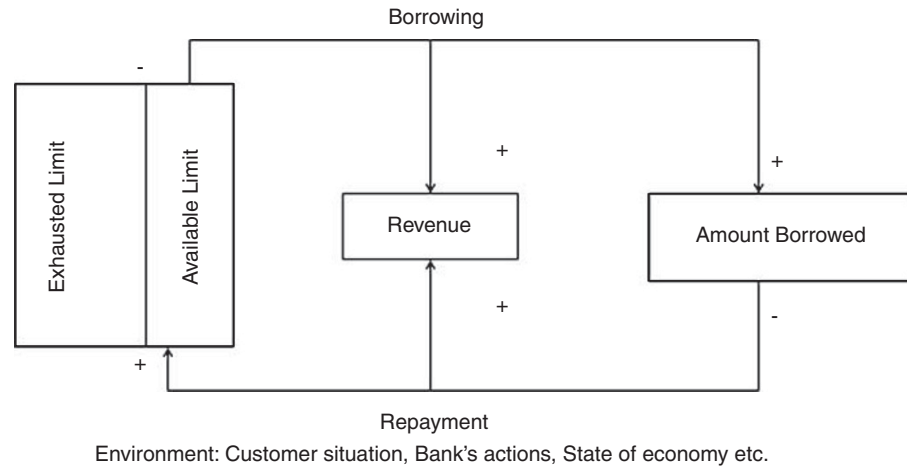 Borrowing
-
Exhausted Limit
Available Limit
+
+
Revenue
Amount Borrowed
+
-
+
Repayment
Environment: Customer situation, Bank's actions, State of economy etc.